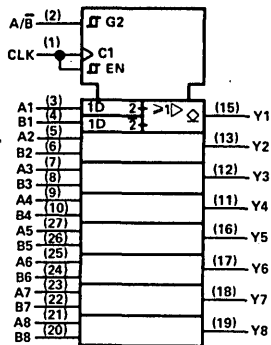 A/B̅ (2) G2
CLK (1) C1
EN
A1 (3) 1D 2 ≥1 ▷ (15) Y1
B1 (4) 1D 2̅
A2 (5) (13) Y2
B2 (6)
A3 (7) (12) Y3
B3 (8)
A4 (9) (11) Y4
B4 (10)
A5 (27) (16) Y5
B5 (26)
A6 (25) (17) Y6
B6 (24)
A7 (23) (18) Y7
B7 (22)
A8 (21) (19) Y8
B8 (20)